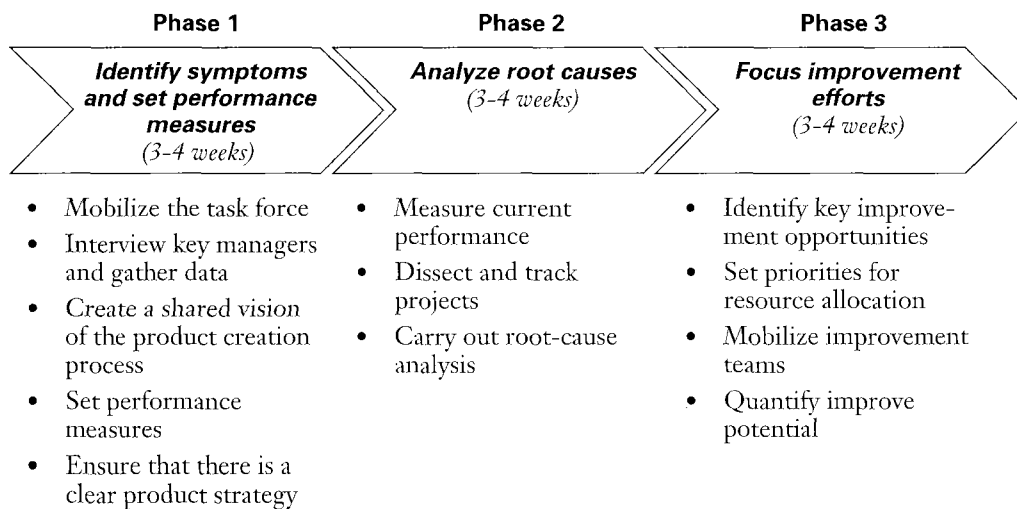 Phase 1
Identify symptoms
and set performance
measures
(3-4 weeks)
• Mobilize the task force
• Interview key managers
and gather data
• Create a shared vision
of the product creation
process
• Set performance
measures
• Ensure that there is a
clear product strategy
Phase 2
Analyze root causes
(3-4 weeks)
• Measure current
performance
• Dissect and track
projects
• Carry out root-cause
analysis
Phase 3
Focus improvement
efforts
(3-4 weeks)
• Identify key improve-
ment opportunities
• Set priorities for
resource allocation
• Mobilize improvement
teams
• Quantify improve
potential